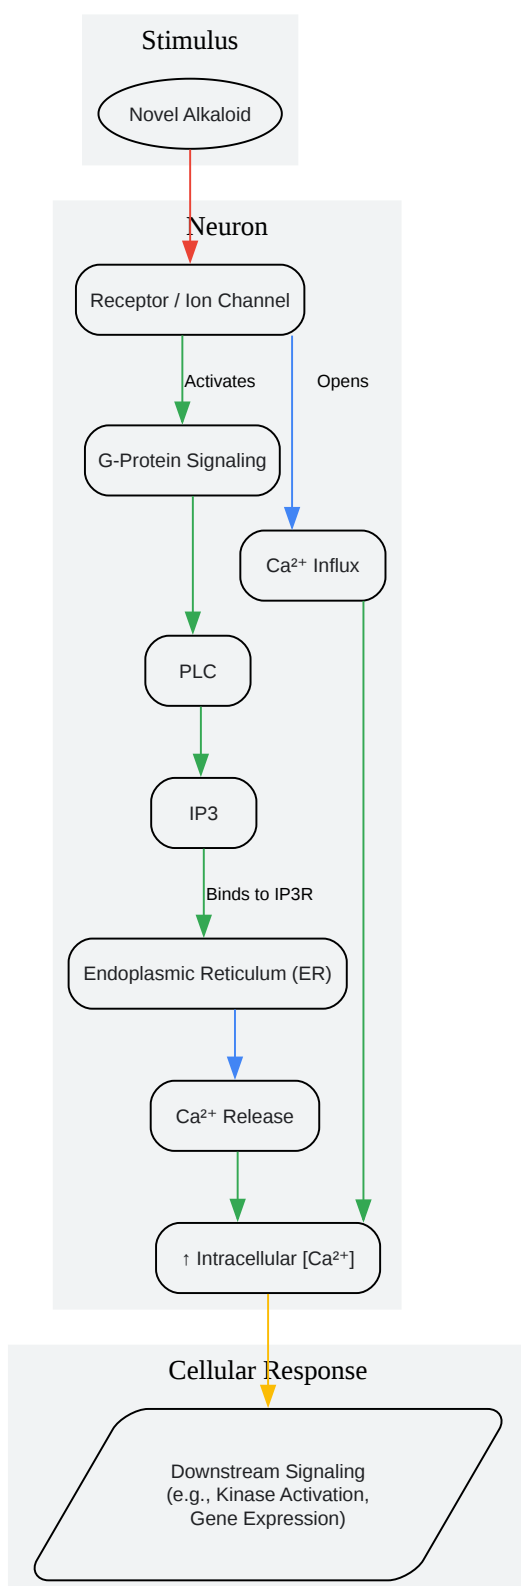 Stimulus
Novel Alkaloid
Neuron
Receptor / Ion Channel
Activates
Opens
G-Protein Signaling
Ca²⁺ Influx
PLC
IP3
Binds to IP3R
Endoplasmic Reticulum (ER)
Ca²⁺ Release
↑ Intracellular [Ca²⁺]
Cellular Response
Downstream Signaling
(e.g., Kinase Activation,
Gene Expression)